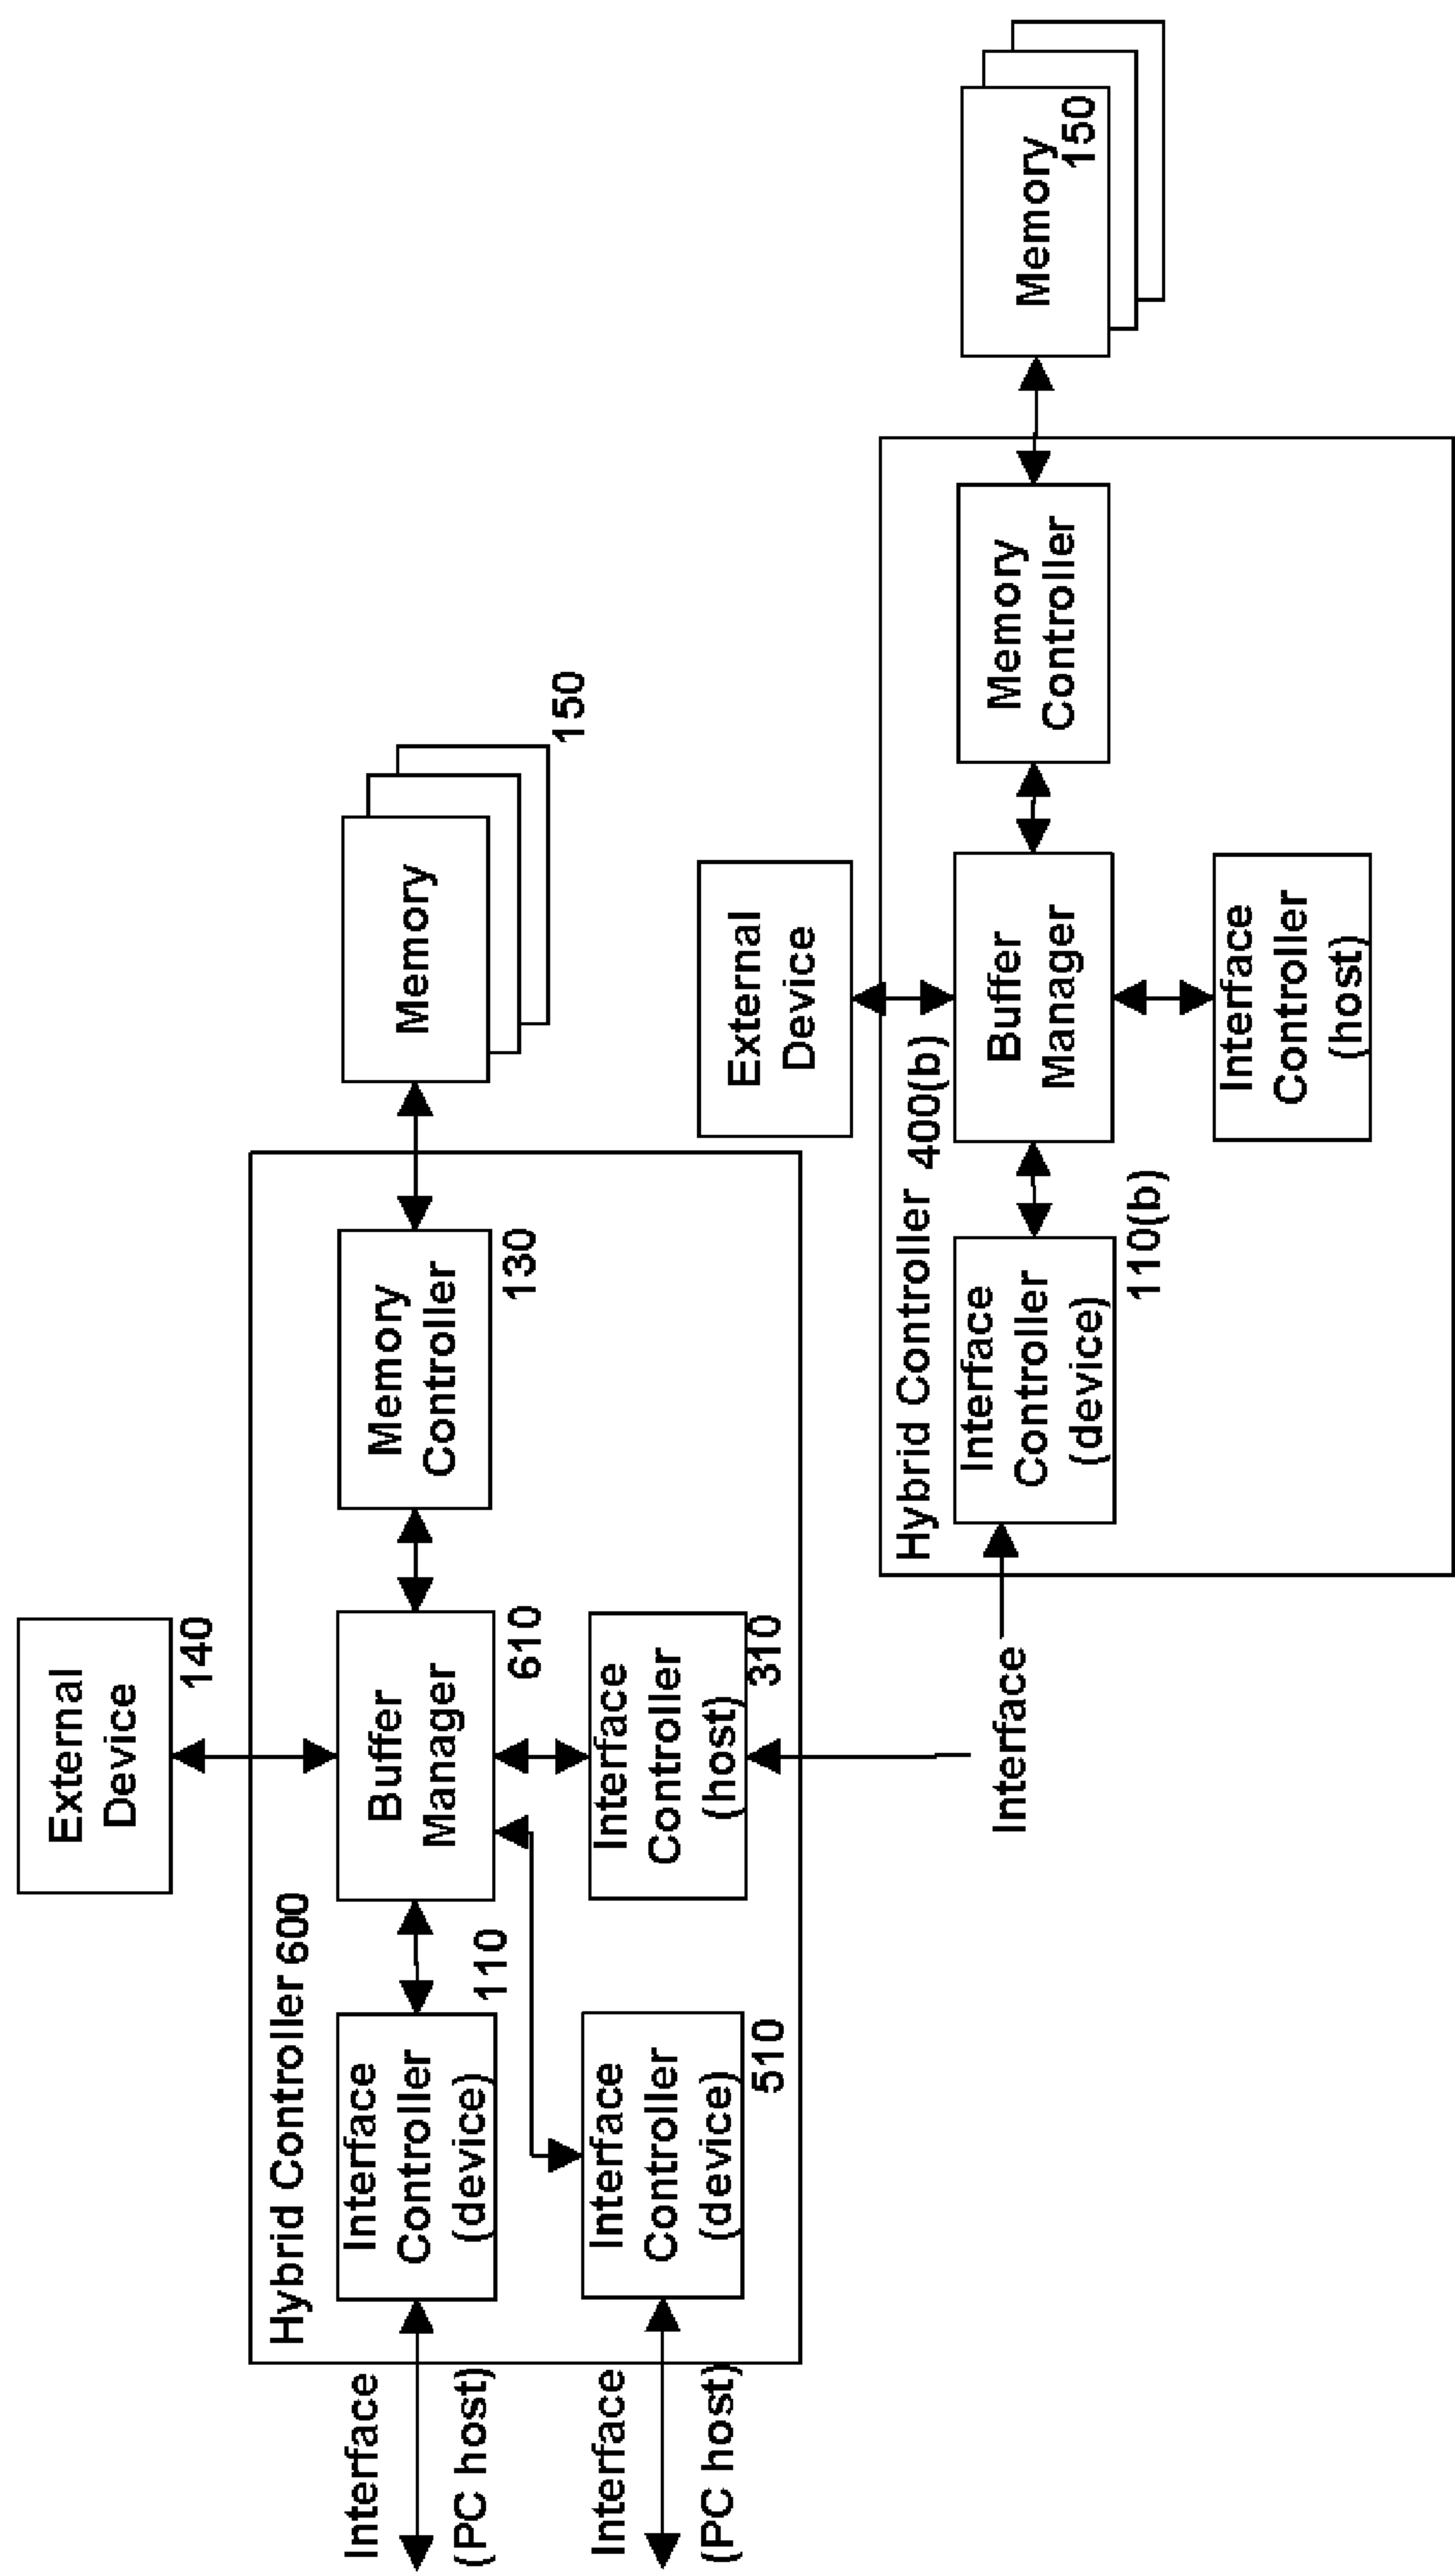 External
Device
140
Hybrid Controller 600
Interface
(PC host)
Interface
Controller
(device)
110
Buffer
Manager
610
Memory
Controller
130
Memory
150
Interface
(PC host)
Interface
Controller
(device)
510
Interface
Controller
(host)
310
Interface
External
Device
Hybrid Controller 400(b)
Interface
Controller
(device)
110(b)
Buffer
Manager
Memory
Controller
Memory
150
Interface
Controller
(host)